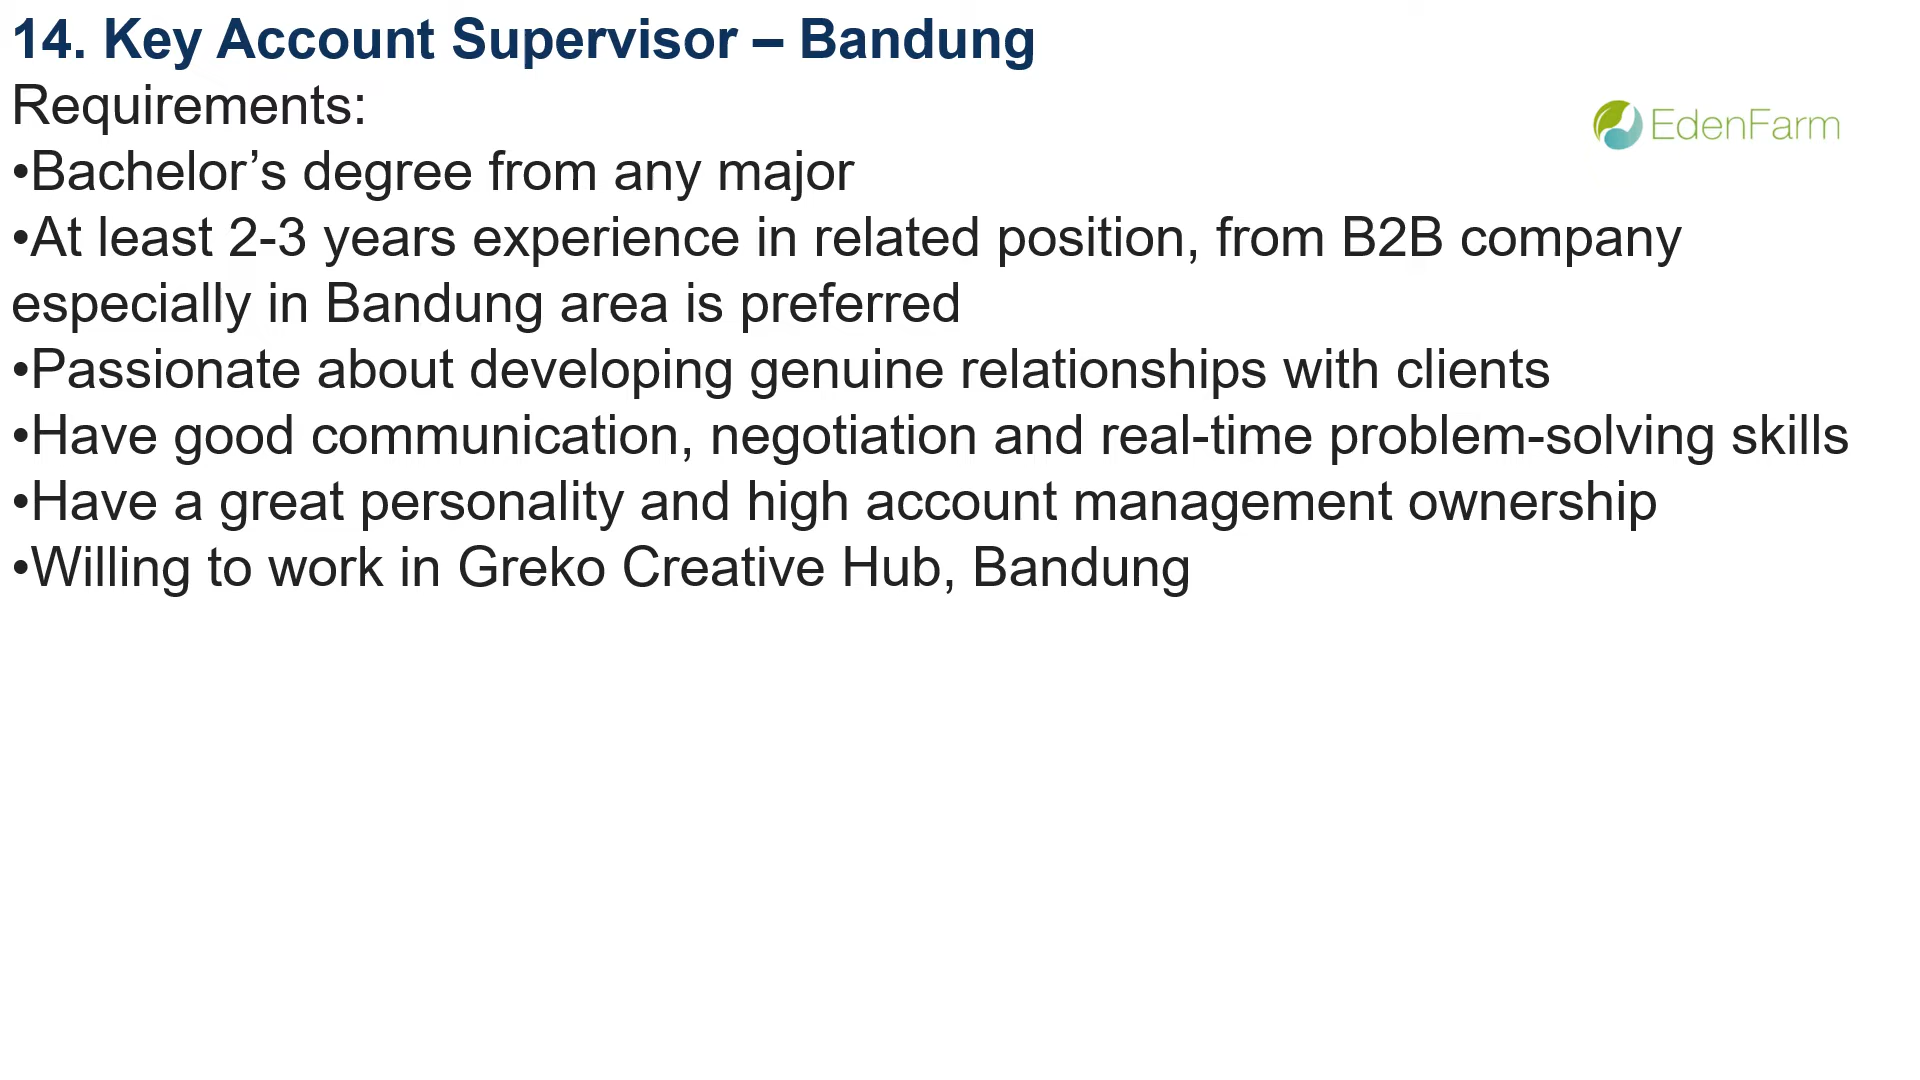 14. Key Account Supervisor – Bandung
Requirements:
EdenFarm
•Bachelor’s degree from any major
•At least 2-3 years experience in related position, from B2B company
especially in Bandung area is preferred
•Passionate about developing genuine relationships with clients
•Have good communication, negotiation and real-time problem-solving skills
•Have a great personality and high account management ownership
•Willing to work in Greko Creative Hub, Bandung